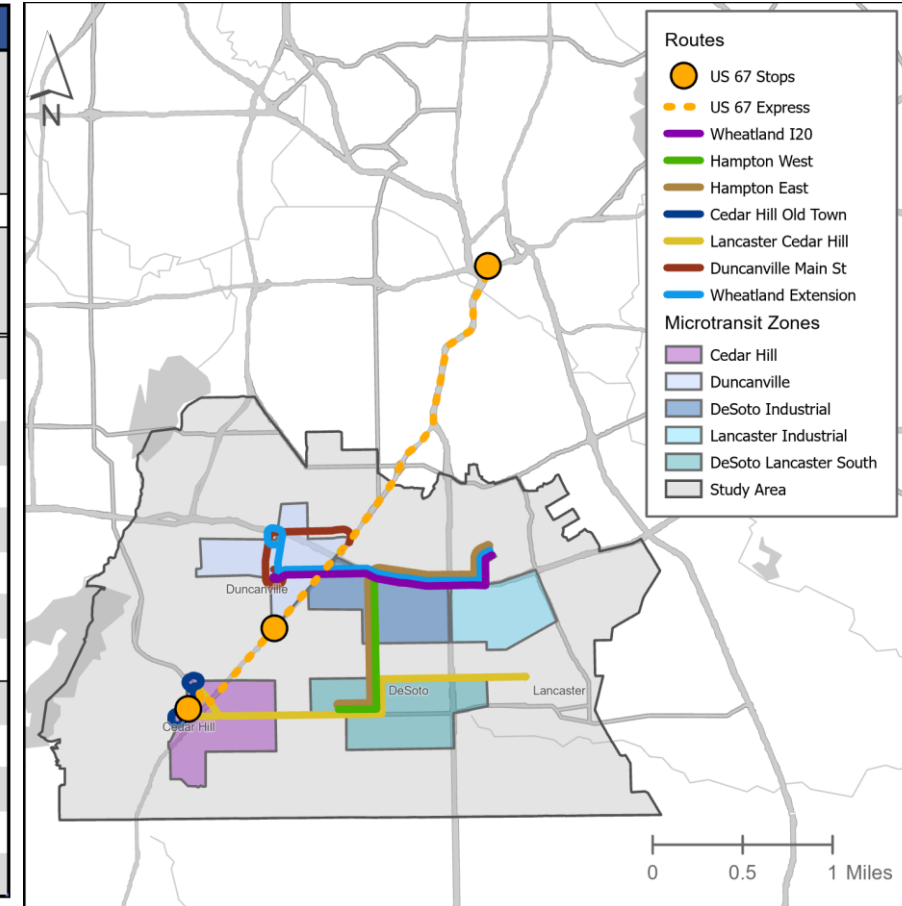 N
Routes
US 67 Stops
US 67 Express
Wheatland I20
Hampton West
Hampton East
Cedar Hill Old Town
Lancaster Cedar Hill
Duncanville Main St
Wheatland Extension
Microtransit Zones
Cedar Hill
Duncanville
DeSoto Industrial
Lancaster Industrial
DeSoto Lancaster South
Study Area
Duncanville
DeSoto
Lancaster
Cedar Hill
0 0.5 1 Miles